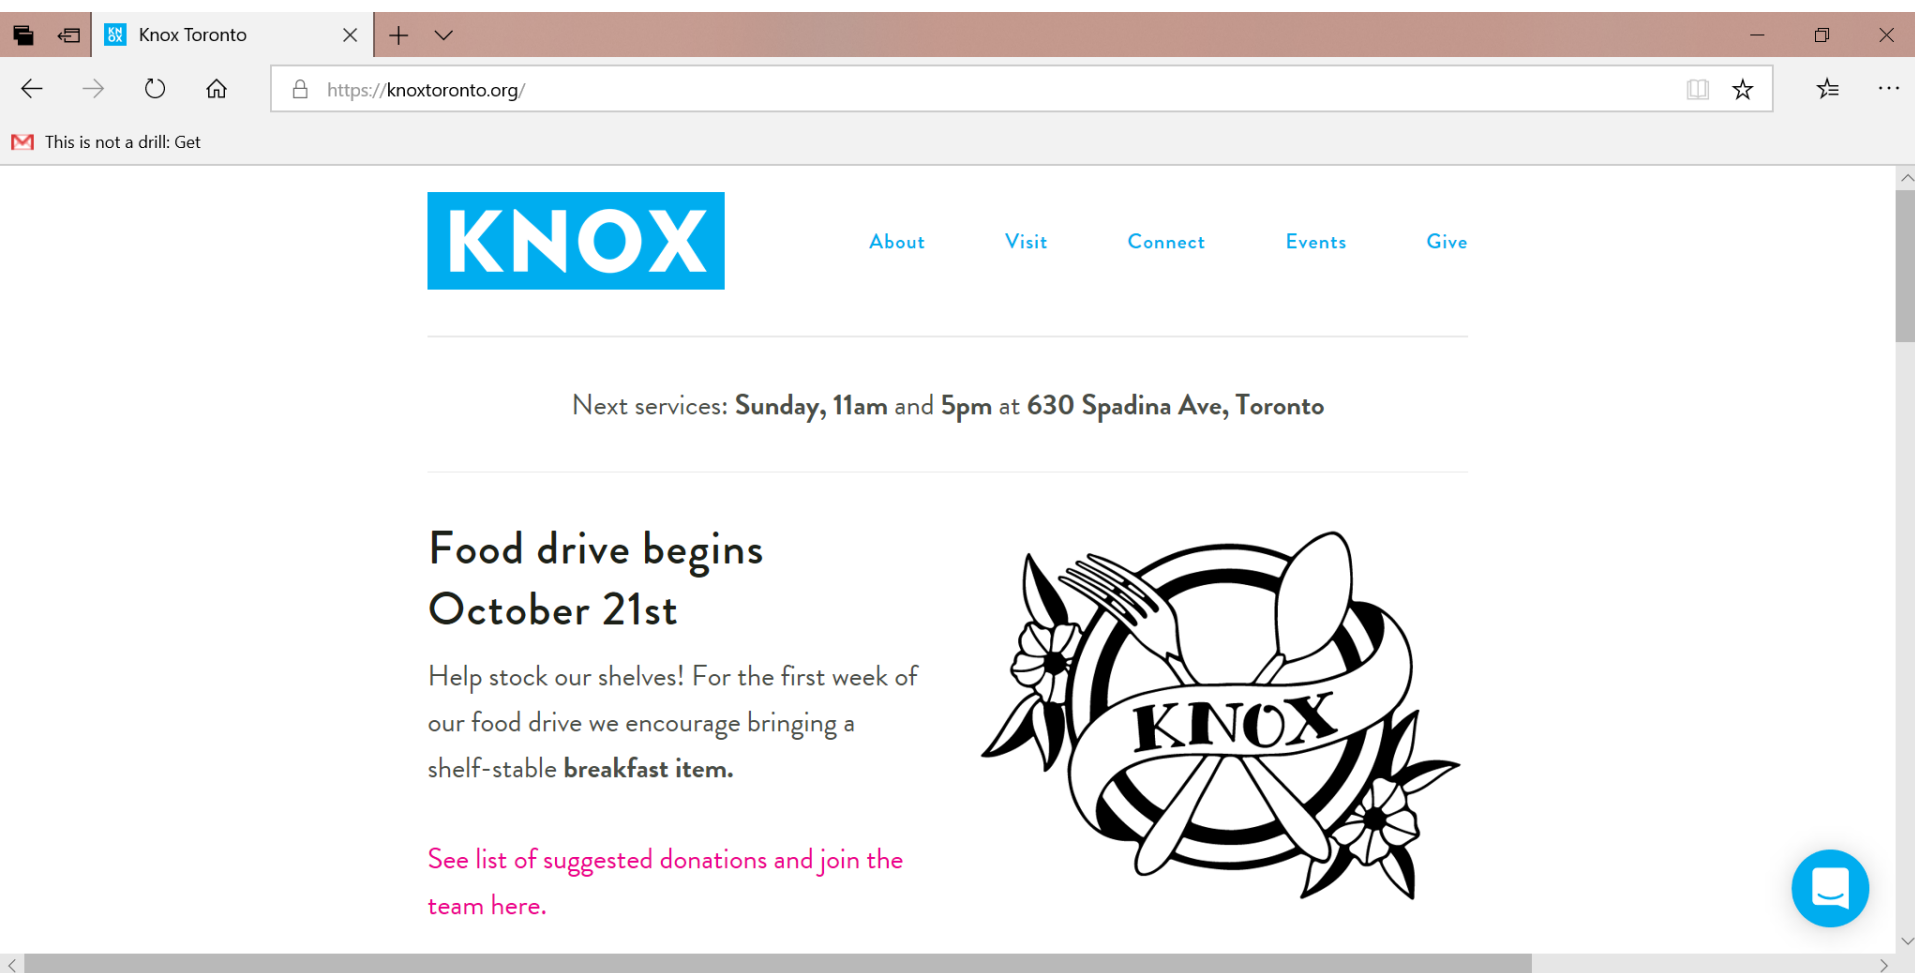 KN
OX
Knox Toronto
https://knoxtoronto.org/
This is not a drill: Get
KNOX
About
Visit
Connect
Events
Give
Next services: Sunday, 11am and 5pm at 630 Spadina Ave, Toronto
Food drive begins
October 21st
Help stock our shelves! For the first week of
our food drive we encourage bringing a
shelf-stable breakfast item.
See list of suggested donations and join the
team here.
KNOX